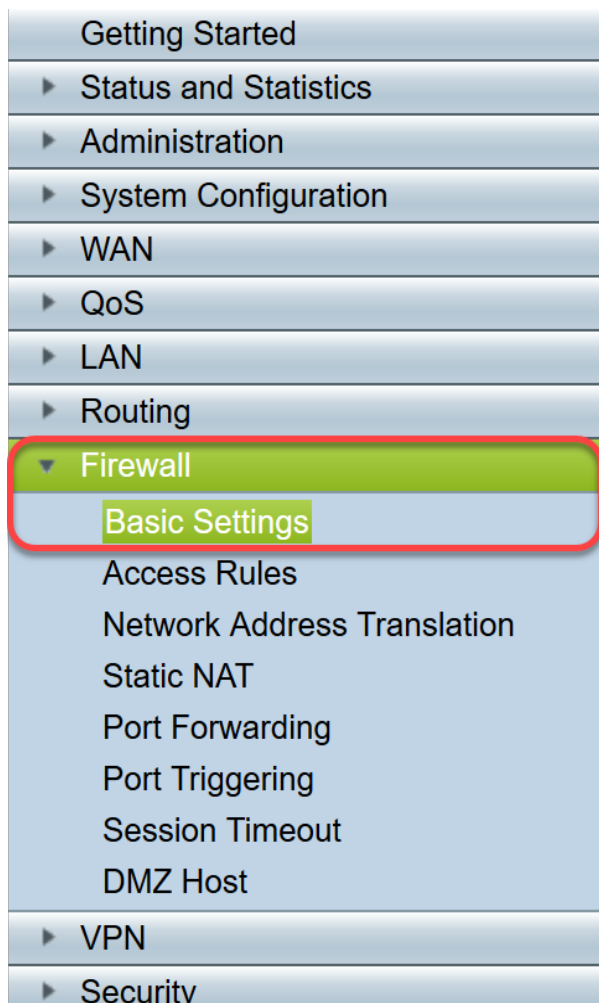 Getting Started
Status and Statistics
Administration
System Configuration
WAN
QoS
LAN
Routing
Firewall
Basic Settings
Access Rules
Network Address Translation
Static NAT
Port Forwarding
Port Triggering
Session Timeout
DMZ Host
VPN
Security